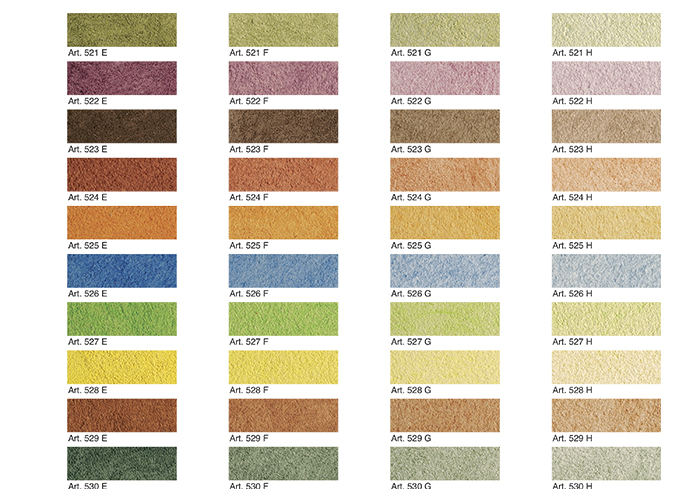 Art. 521 E Art. 521 F Art. 521 G Art. 521 H
Art. 522 E Art. 522 F Art. 522 G Art. 522 H
Art. 523 E Art. 523 F Art. 523 G Art. 523 H
Art. 524 E Art. 524 F Art. 524 G Art. 524 H
Art. 525 E Art. 525 F Art. 525 G Art. 525 H
Art. 526 E Art. 526 F Art. 526 G Art. 526 H
Art. 527 E Art. 527 F Art. 527 G Art. 527 H
Art. 528 E Art. 528 F Art. 528 G Art. 528 H
Art. 529 E Art. 529 F Art. 529 G Art. 529 H
Art. 530 E Art. 530 F Art. 530 G Art. 530 H